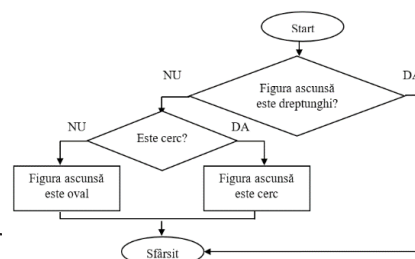 Start
NU
DA
Figura ascunsă
este dreptunghi?
NU
DA
Este cerc?
Figura ascunsă
este oval
Figura ascunsă
este cerc
Sfârsit